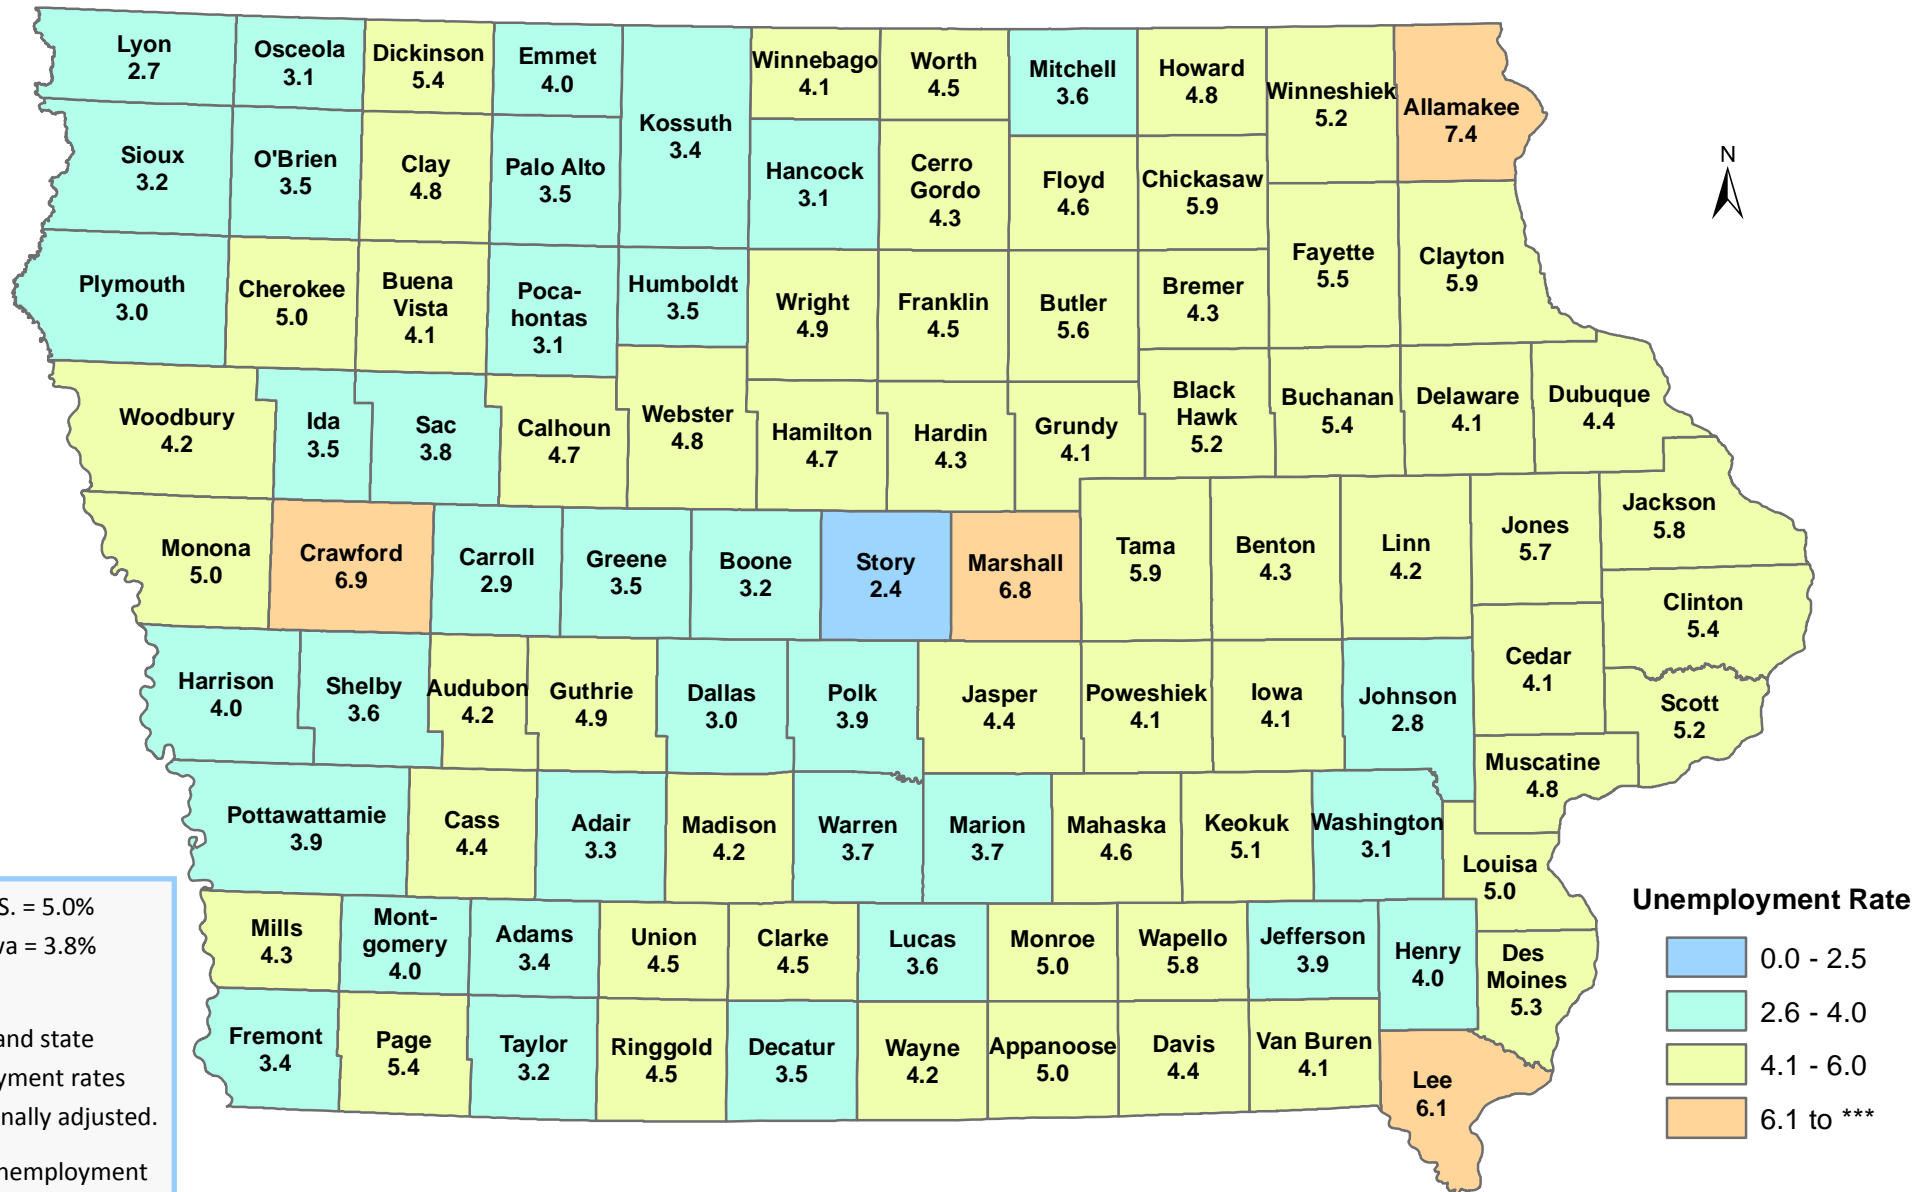 Lyon
2.7
Osceola
3.1
Dickinson
5.4
Emmet
4.0
Kossuth
3.4
Winnebago
4.1
Worth
4.5
Mitchell
3.6
Howard
4.8
Winneshiek
5.2
Allamakee
7.4
N
Sioux
3.2
O'Brien
3.5
Clay
4.8
Palo Alto
3.5
Hancock
3.1
Cerro
Gordo
4.3
Floyd
4.6
Chickasaw
5.9
Fayette
5.5
Clayton
5.9
Plymouth
3.0
Cherokee
5.0
Buena
Vista
4.1
Poca-
hontas
3.1
Humboldt
3.5
Wright
4.9
Franklin
4.5
Butler
5.6
Bremer
4.3
Woodbury
4.2
Ida
3.5
Sac
3.8
Calhoun
4.7
Webster
4.8
Hamilton
4.7
Hardin
4.3
Grundy
4.1
Black
Hawk
5.2
Buchanan
5.4
Delaware
4.1
Dubuque
4.4
Monona
5.0
Crawford
6.9
Carroll
2.9
Greene
3.5
Boone
3.2
Story
2.4
Marshall
6.8
Tama
5.9
Benton
4.3
Linn
4.2
Jones
5.7
Jackson
5.8
Clinton
5.4
Harrison
4.0
Shelby
3.6
Audubon
4.2
Guthrie
4.9
Dallas
3.0
Polk
3.9
Jasper
4.4
Poweshiek
4.1
Iowa
4.1
Johnson
2.8
Cedar
4.1
Scott
5.2
Muscatine
4.8
Pottawattamie
3.9
Cass
4.4
Adair
3.3
Madison
4.2
Warren
3.7
Marion
3.7
Mahaska
4.6
Keokuk
5.1
Washington
3.1
Louisa
5.0
Mills
4.3
Mont-
gomery
4.0
Adams
3.4
Union
4.5
Clarke
4.5
Lucas
3.6
Monroe
5.0
Wapello
5.8
Jefferson
3.9
Henry
4.0
Des
Moines
5.3
Fremont
3.4
Page
5.4
Taylor
3.2
Ringgold
4.5
Decatur
3.5
Wayne
4.2
Appanoose
5.0
Davis
4.4
Van Buren
4.1
Lee
6.1
S. = 5.0%
va = 3.8%
and state
yment rates
nally adjusted.
nemployment
Unemployment Rate
0.0 - 2.5
2.6 - 4.0
4.1 - 6.0
6.1 to ***